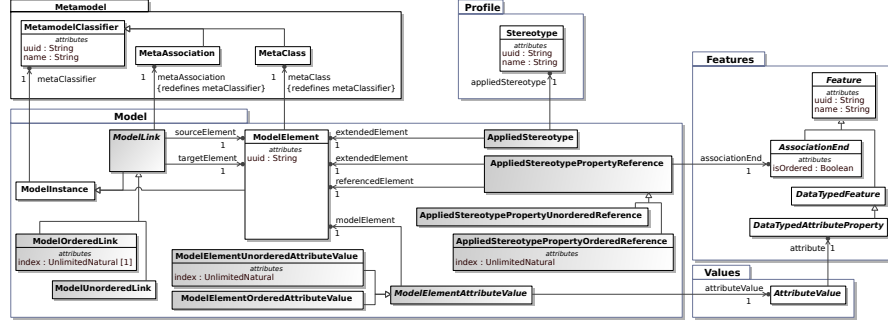 Metamodel
MetamodelClassifier
attributes
uuid : String
name : String
MetaAssociation
MetaClass
1
metaClassifier
1
metaAssociation
{redefines metaClassifier}
1
metaClass
{redefines metaClassifier}
Profile
Stereotype
attributes
uuid : String
name : String
appliedStereotype
1
Features
Feature
attributes
uuid : String
name : String
AssociationEnd
attributes
isOrdered : Boolean
DataTypedFeature
DataTypedAttributeProperty
attribute
1
Model
ModelLink
sourceElement
1
targetElement
1
ModelElement
attributes
uuid : String
extendedElement
1
extendedElement
1
referencedElement
1
modelElement
1
AppliedStereotype
AppliedStereotypePropertyReference
associationEnd
1
ModelInstance
AppliedStereotypePropertyUnorderedReference
AppliedStereotypePropertyOrderedReference
attributes
index : UnlimitedNatural
ModelOrderedLink
attributes
index : UnlimitedNatural [1]
ModelUnorderedLink
ModelElementUnorderedAttributeValue
attributes
index : UnlimitedNatural
ModelElementOrderedAttributeValue
ModelElementAttributeValue
Values
attributeValue
1
AttributeValue